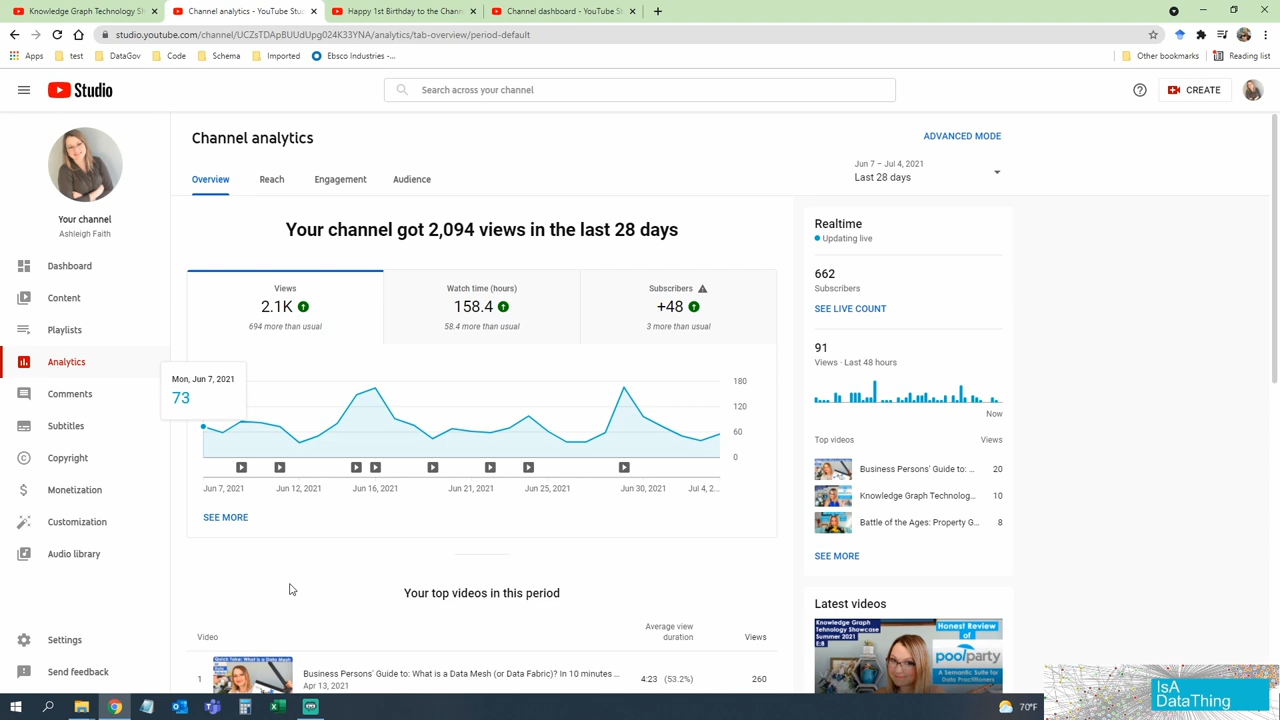 Knowledge Graph Technology Sh
Channel analytics - YouTube Stu
Happy 1st Birthday to the Chan
Channel dashboard - YouTube St
studio.youtube.com/channel/UCZsTDApBUUdUpg024K33YNA/analytics/tab-overview/period-default
Apps
test
DataGov
Code
Schema
Imported
Ebsco Industries -...
Other bookmarks
Reading list
Studio
Search across your channel
CREATE
Your channel
Ashleigh Faith
Dashboard
Content
Playlists
Analytics
Comments
Subtitles
Copyright
Monetization
Customization
Audio library
Settings
Send feedback
Channel analytics
ADVANCED MODE
Overview
Reach
Engagement
Audience
Jun 7 – Jul 4, 2021
Last 28 days
Your channel got 2,094 views in the last 28 days
Views
2.1K
694 more than usual
Watch time (hours)
158.4
58.4 more than usual
Subscribers
+48
3 more than usual
Mon, Jun 7, 2021
73
180
120
60
0
Jun 7, 2021
Jun 12, 2021
Jun 16, 2021
Jun 21, 2021
Jun 25, 2021
Jun 30, 2021
Jul 4, 2...
SEE MORE
Your top videos in this period
Video
Average view
duration
Views
1
Business Persons' Guide to: What is a Data Mesh (or Data Fabric)? In 10 minutes ...
Apr 13, 2021
4:23 (53.2%)
260
Realtime
Updating live
662
Subscribers
SEE LIVE COUNT
91
Views · Last 48 hours
Now
Top videos
Views
Business Persons' Guide to: ...
20
Knowledge Graph Technolog...
10
Battle of the Ages: Property G...
8
SEE MORE
Latest videos
Knowledge Graph
Tehnology Showcase
Summer 2021
E:8
Honest Review
of
poolparty
A Semantic Suite for
Data Practitioners
70°F
IsA
DataThing